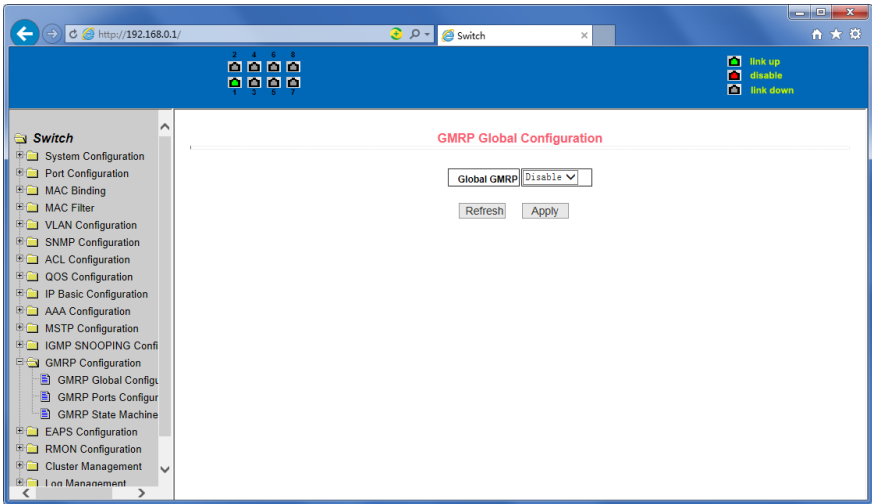 http://192.168.0.1/
Switch
2 4 6 8
1 3 5 7
link up
disable
link down
Switch
System Configuration
Port Configuration
MAC Binding
MAC Filter
VLAN Configuration
SNMP Configuration
ACL Configuration
QOS Configuration
IP Basic Configuration
AAA Configuration
MSTP Configuration
IGMP SNOOPING Confi
GMRP Configuration
GMRP Global Configu
GMRP Ports Configur
GMRP State Machine
EAPS Configuration
RMON Configuration
Cluster Management
Log Management
GMRP Global Configuration
Global GMRP Disable
Refresh Apply